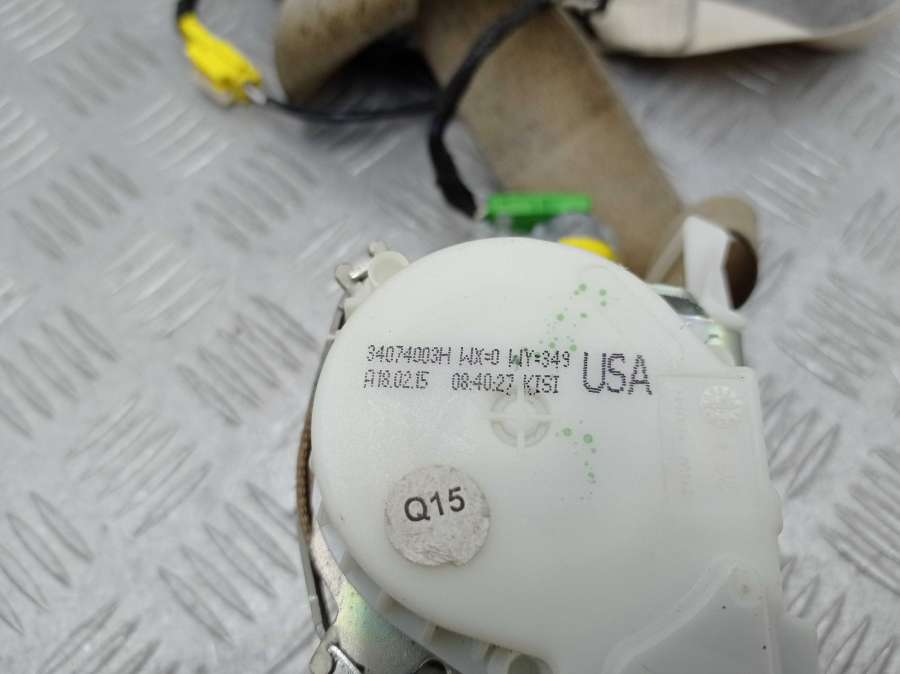 34074003H WX=0 WY=349
A18.02.15 08:40:27 KISI
USA
Q15